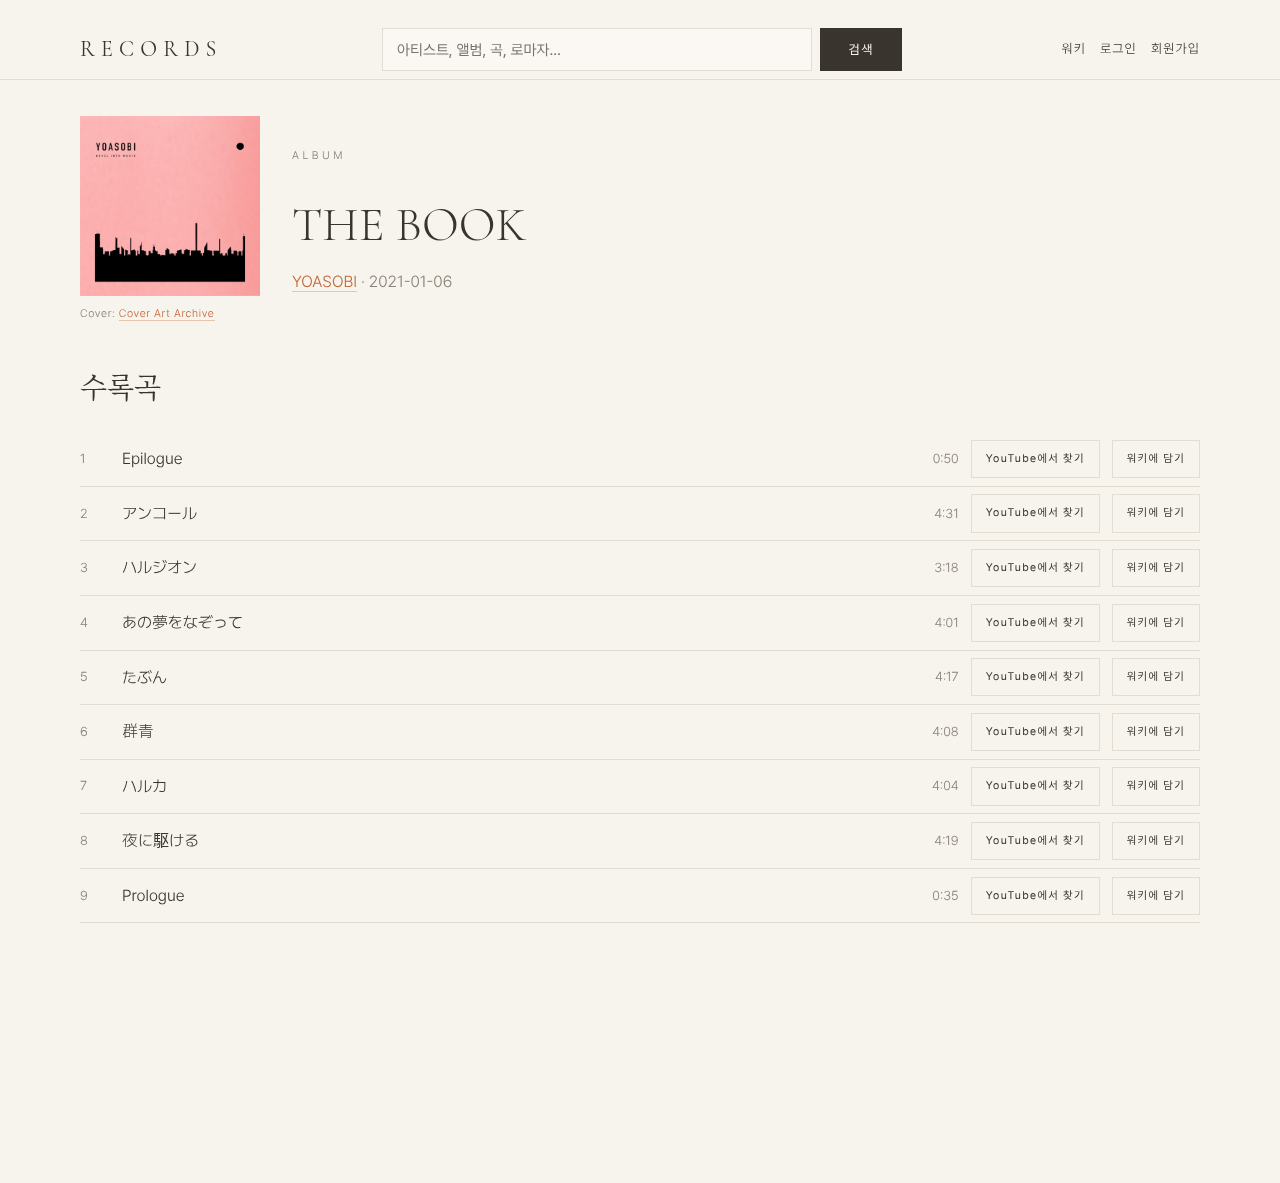 RECORDS
아티스트, 앨범, 곡, 로마자...
검색
워키 로그인 회원가입
YOASOBI
ALBUM
THE BOOK
YOASOBI · 2021-01-06
Cover: Cover Art Archive
수록곡
1 Epilogue 0:50 YouTube에서 찾기 워키에 담기
2 アンコール 4:31 YouTube에서 찾기 워키에 담기
3 ハルジオン 3:18 YouTube에서 찾기 워키에 담기
4 あの夢をなぞって 4:01 YouTube에서 찾기 워키에 담기
5 たぶん 4:17 YouTube에서 찾기 워키에 담기
6 群青 4:08 YouTube에서 찾기 워키에 담기
7 ハルカ 4:04 YouTube에서 찾기 워키에 담기
8 夜に駆ける 4:19 YouTube에서 찾기 워키에 담기
9 Prologue 0:35 YouTube에서 찾기 워키에 담기